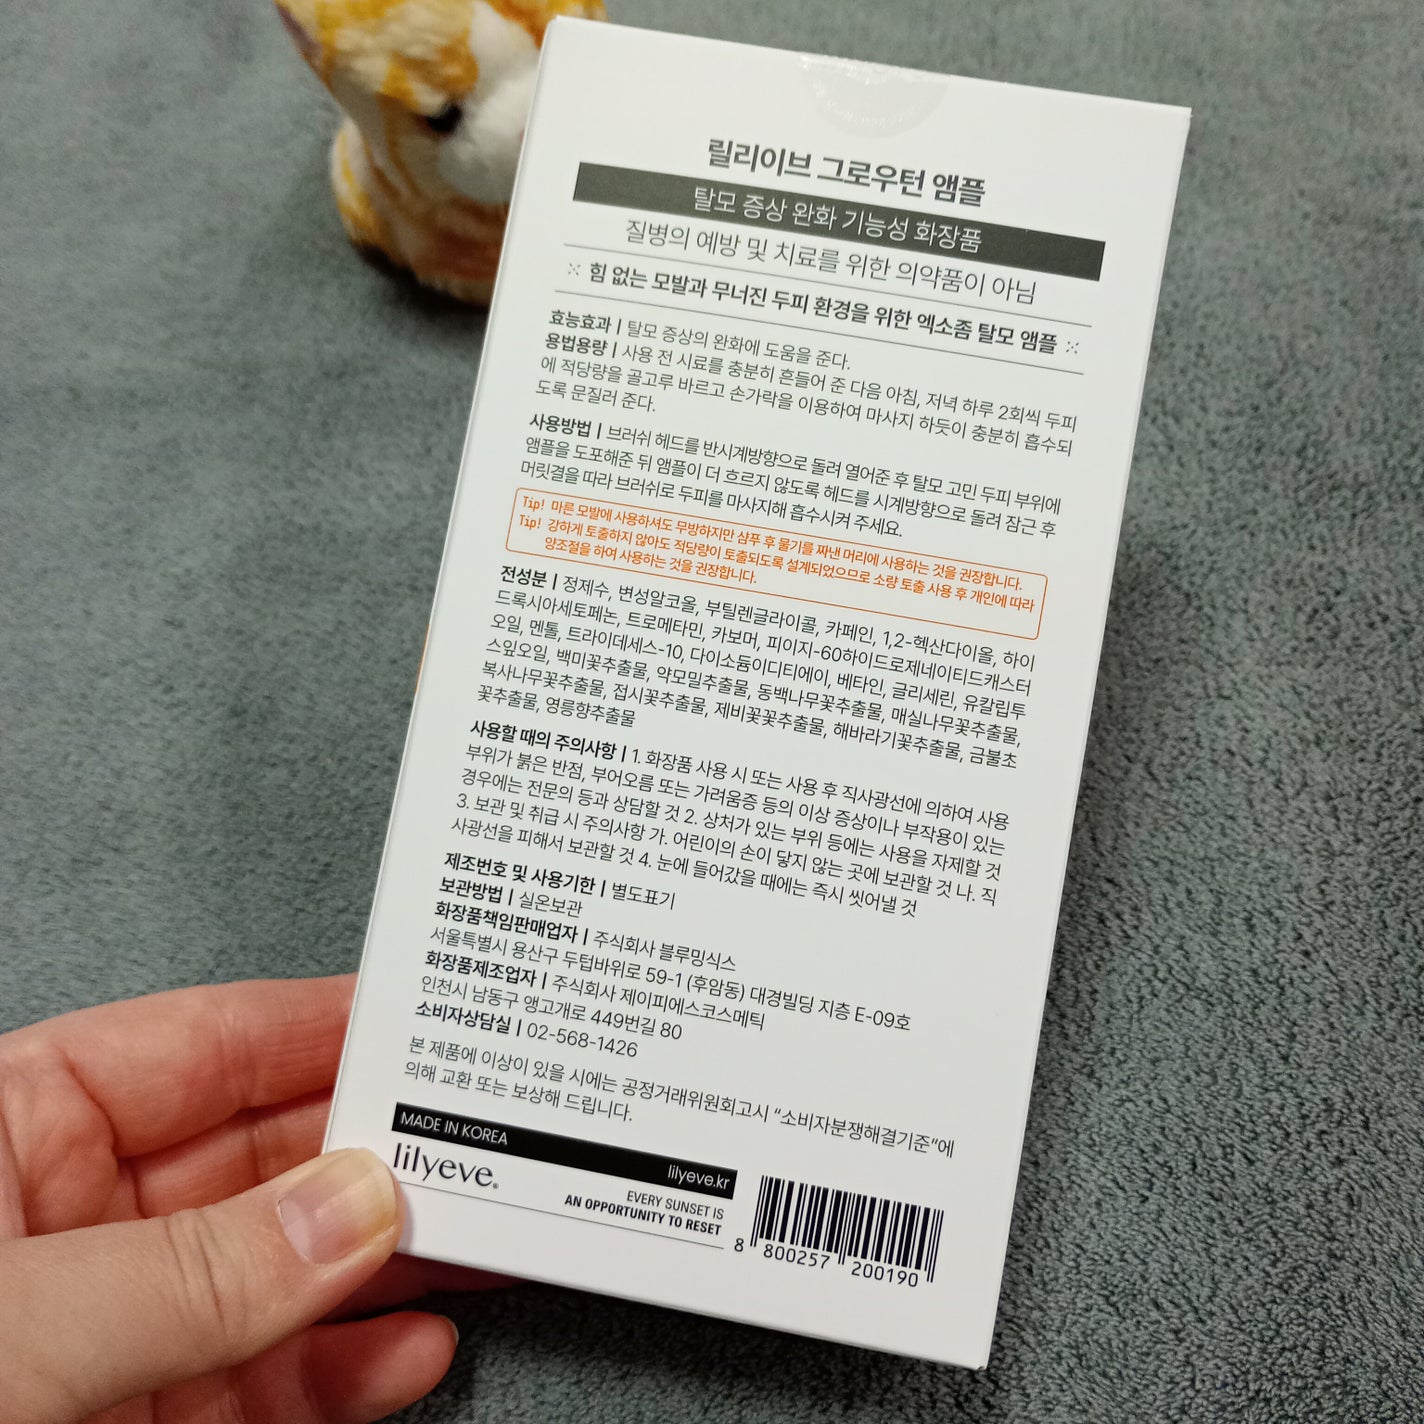 릴리이브 그로우턴 앰플
탈모 증상 완화 기능성 화장품
질병의 예방 및 치료를 위한 의약품이 아님
힘 없는 모발과 무너진 두피 환경을 위한 엑소좀 탈모 앰플
효능효과 | 탈모 증상의 완화에 도움을 준다.
용법용량 | 사용 전 시료를 충분히 흔들어 준 다음 아침, 저녁 하루 2회씩 두피
에 적당량을 골고루 바르고 손가락을 이용하여 마사지 하듯이 충분히 흡수되
도록 문질러 준다.
사용방법 | 브러쉬 헤드를 반시계방향으로 돌려 열어준 후 탈모 고민 두피 부위에
앰플을 도포해준 뒤 앰플이 더 흐르지 않도록 헤드를 시계방향으로 돌려 잠근 후
머릿결을 따라 브러쉬로 두피를 마사지해 흡수시켜 주세요.
Tip! 마른 모발에 사용하셔도 무방하지만 샴푸 후 물기를 짜낸 머리에 사용하는 것을 권장합니다.
Tip! 강하게 토출하지 않아도 적당량이 토출되도록 설계되었으므로 소량 토출 사용 후 개인에 따라
양조절을 하여 사용하는 것을 권장합니다.
전성분 | 정제수, 변성알코올, 부틸렌글라이콜, 카페인, 1,2-헥산다이올, 하이
드록시아세토페논, 트로메타민, 카보머, 피이지-60하이드로제네이티드캐스터
오일, 멘톨, 트라이데세스-10, 다이소듐이디티에이, 베타인, 글리세린, 유칼립투
스잎오일, 백미꽃추출물, 약모밀추출물, 동백나무꽃추출물, 매실나무꽃추출물,
복사나무꽃추출물, 접시꽃추출물, 제비꽃꽃추출물, 해바라기꽃추출물, 금불초
꽃추출물, 영릉향추출물
사용할 때의 주의사항 | 1. 화장품 사용 시 또는 사용 후 직사광선에 의하여 사용
부위가 붉은 반점, 부어오름 또는 가려움증 등의 이상 증상이나 부작용이 있는
경우에는 전문의 등과 상담할 것 2. 상처가 있는 부위 등에는 사용을 자제할 것
3. 보관 및 취급 시 주의사항 가. 어린이의 손이 닿지 않는 곳에 보관할 것 나. 직
사광선을 피해서 보관할 것 4. 눈에 들어갔을 때에는 즉시 씻어낼 것
제조번호 및 사용기한 | 별도표기
보관방법 | 실온보관
화장품책임판매업자 | 주식회사 블루밍식스
서울특별시 용산구 두텁바위로 59-1 (후암동) 대경빌딩 지층 E-09호
화장품제조업자 | 주식회사 제이피에스코스메틱
인천시 남동구 앵고개로 449번길 80
소비자상담실 | 02-568-1426
본 제품에 이상이 있을 시에는 공정거래위원회고시 “소비자분쟁해결기준”에
의해 교환 또는 보상해 드립니다.
MADE IN KOREA lilyeve.kr
lilyeve®
EVERY SUNSET IS
AN OPPORTUNITY TO RESET
8 800257 200190